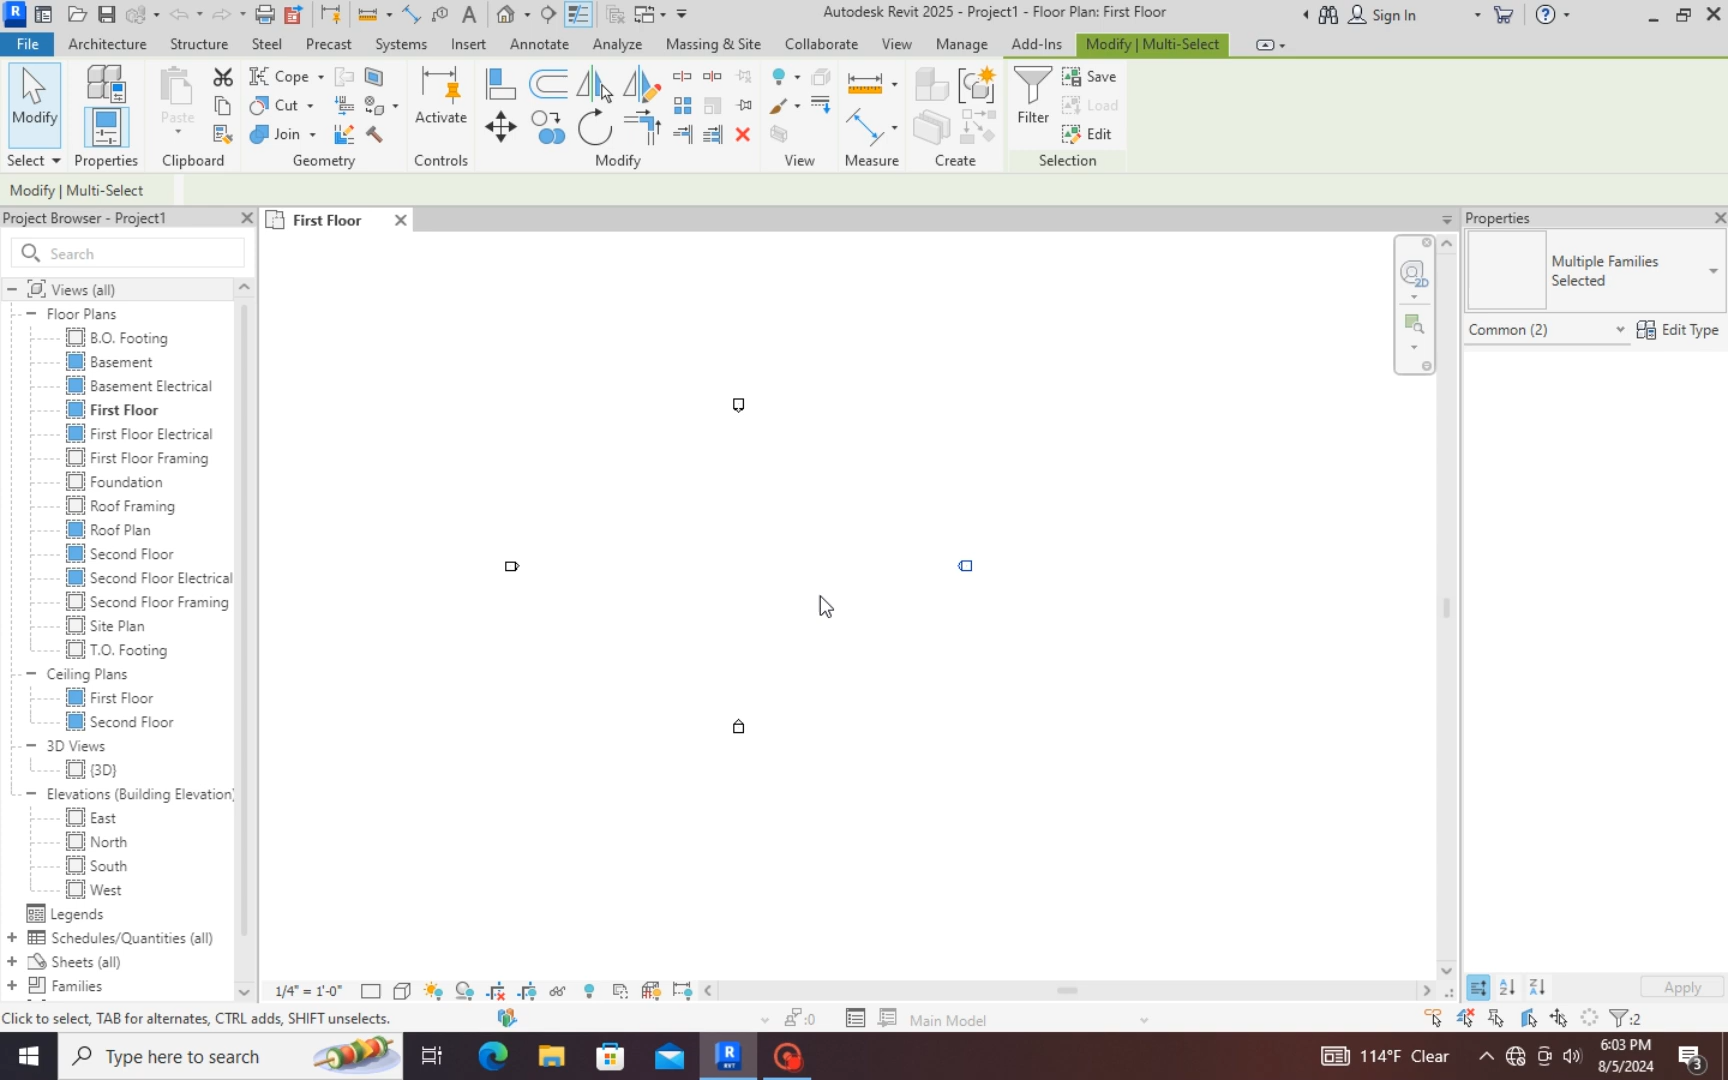 Autodesk Revit 2025 - Project1 - Floor Plan: First Floor
Sign In
File
Architecture
Structure
Steel
Precast
Systems
Insert
Annotate
Analyze
Massing & Site
Collaborate
View
Manage
Add-Ins
Modify | Multi-Select
Modify
Select
Properties
Paste
Clipboard
Cope
Cut
Join
Geometry
Activate
Controls
Modify
View
Measure
Create
Filter
Save
Load
Edit
Selection
Modify | Multi-Select
Project Browser - Project1
Search
Views (all)
Floor Plans
B.O. Footing
Basement
Basement Electrical
First Floor
First Floor Electrical
First Floor Framing
Foundation
Roof Framing
Roof Plan
Second Floor
Second Floor Electrical
Second Floor Framing
Site Plan
T.O. Footing
Ceiling Plans
First Floor
Second Floor
3D Views
{3D}
Elevations (Building Elevation)
East
North
South
West
Legends
Schedules/Quantities (all)
Sheets (all)
Families
First Floor
2D
1/4" = 1'-0"
Properties
Multiple Families
Selected
Common (2)
Edit Type
Apply
Click to select, TAB for alternates, CTRL adds, SHIFT unselects.
:0
Main Model
:2
Type here to search
114°F Clear
6:03 PM
8/5/2024
3